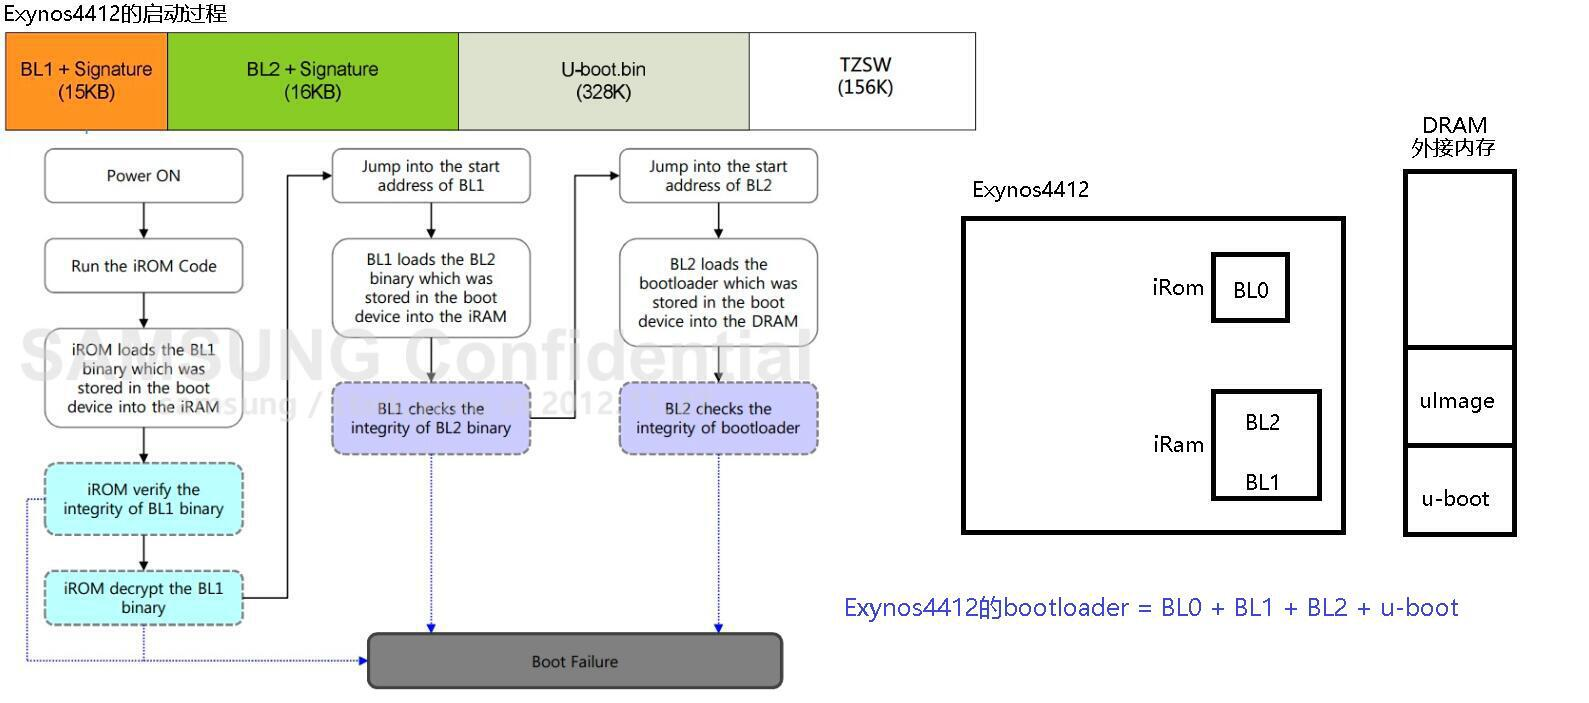 Exynos4412的启动过程
BL1 + Signature
(15KB)
BL2 + Signature
(16KB)
U-boot.bin
(328K)
TZSW
(156K)
Power ON
Run the iROM Code
iROM loads the BL1
binary which was
stored in the boot
device into the iRAM
iROM verify the
integrity of BL1 binary
iROM decrypt the BL1
binary
Jump into the start
address of BL1
BL1 loads the BL2
binary which was
stored in the boot
device into the iRAM
BL1 checks the
integrity of BL2 binary
Jump into the start
address of BL2
BL2 loads the
bootloader which was
stored in the boot
device into the DRAM
BL2 checks the
integrity of bootloader
Boot Failure
SAMSUNG Confidential
samsung /
2012
Exynos4412
iRom
BL0
iRam
BL2
BL1
DRAM
外接内存
uImage
u-boot
Exynos4412的bootloader = BL0 + BL1 + BL2 + u-boot